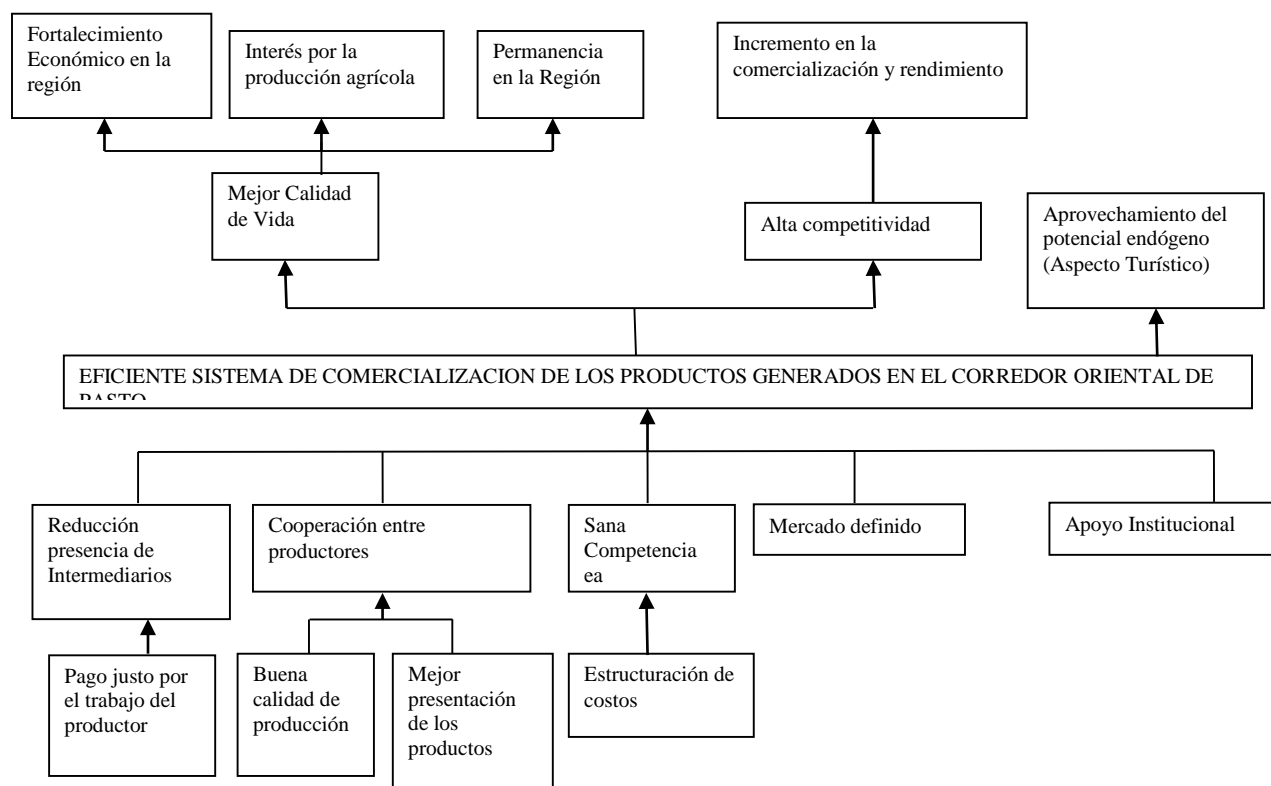 Fortalecimiento
Económico en la
región
Interés por la
producción agrícola
Permanencia
en la Región
Incremento en la
comercialización y rendimiento
Mejor Calidad
de Vida
Alta competitividad
Aprovechamiento del
potencial endógeno
(Aspecto Turístico)
EFICIENTE SISTEMA DE COMERCIALIZACION DE LOS PRODUCTOS GENERADOS EN EL CORREDOR ORIENTAL DE
PASTO
Reducción
presencia de
Intermediarios
Cooperación entre
productores
Sana
Competencia
ea
Mercado definido
Apoyo Institucional
Pago justo por
el trabajo del
productor
Buena
calidad de
producción
Mejor
presentación
de los
productos
Estructuración de
costos